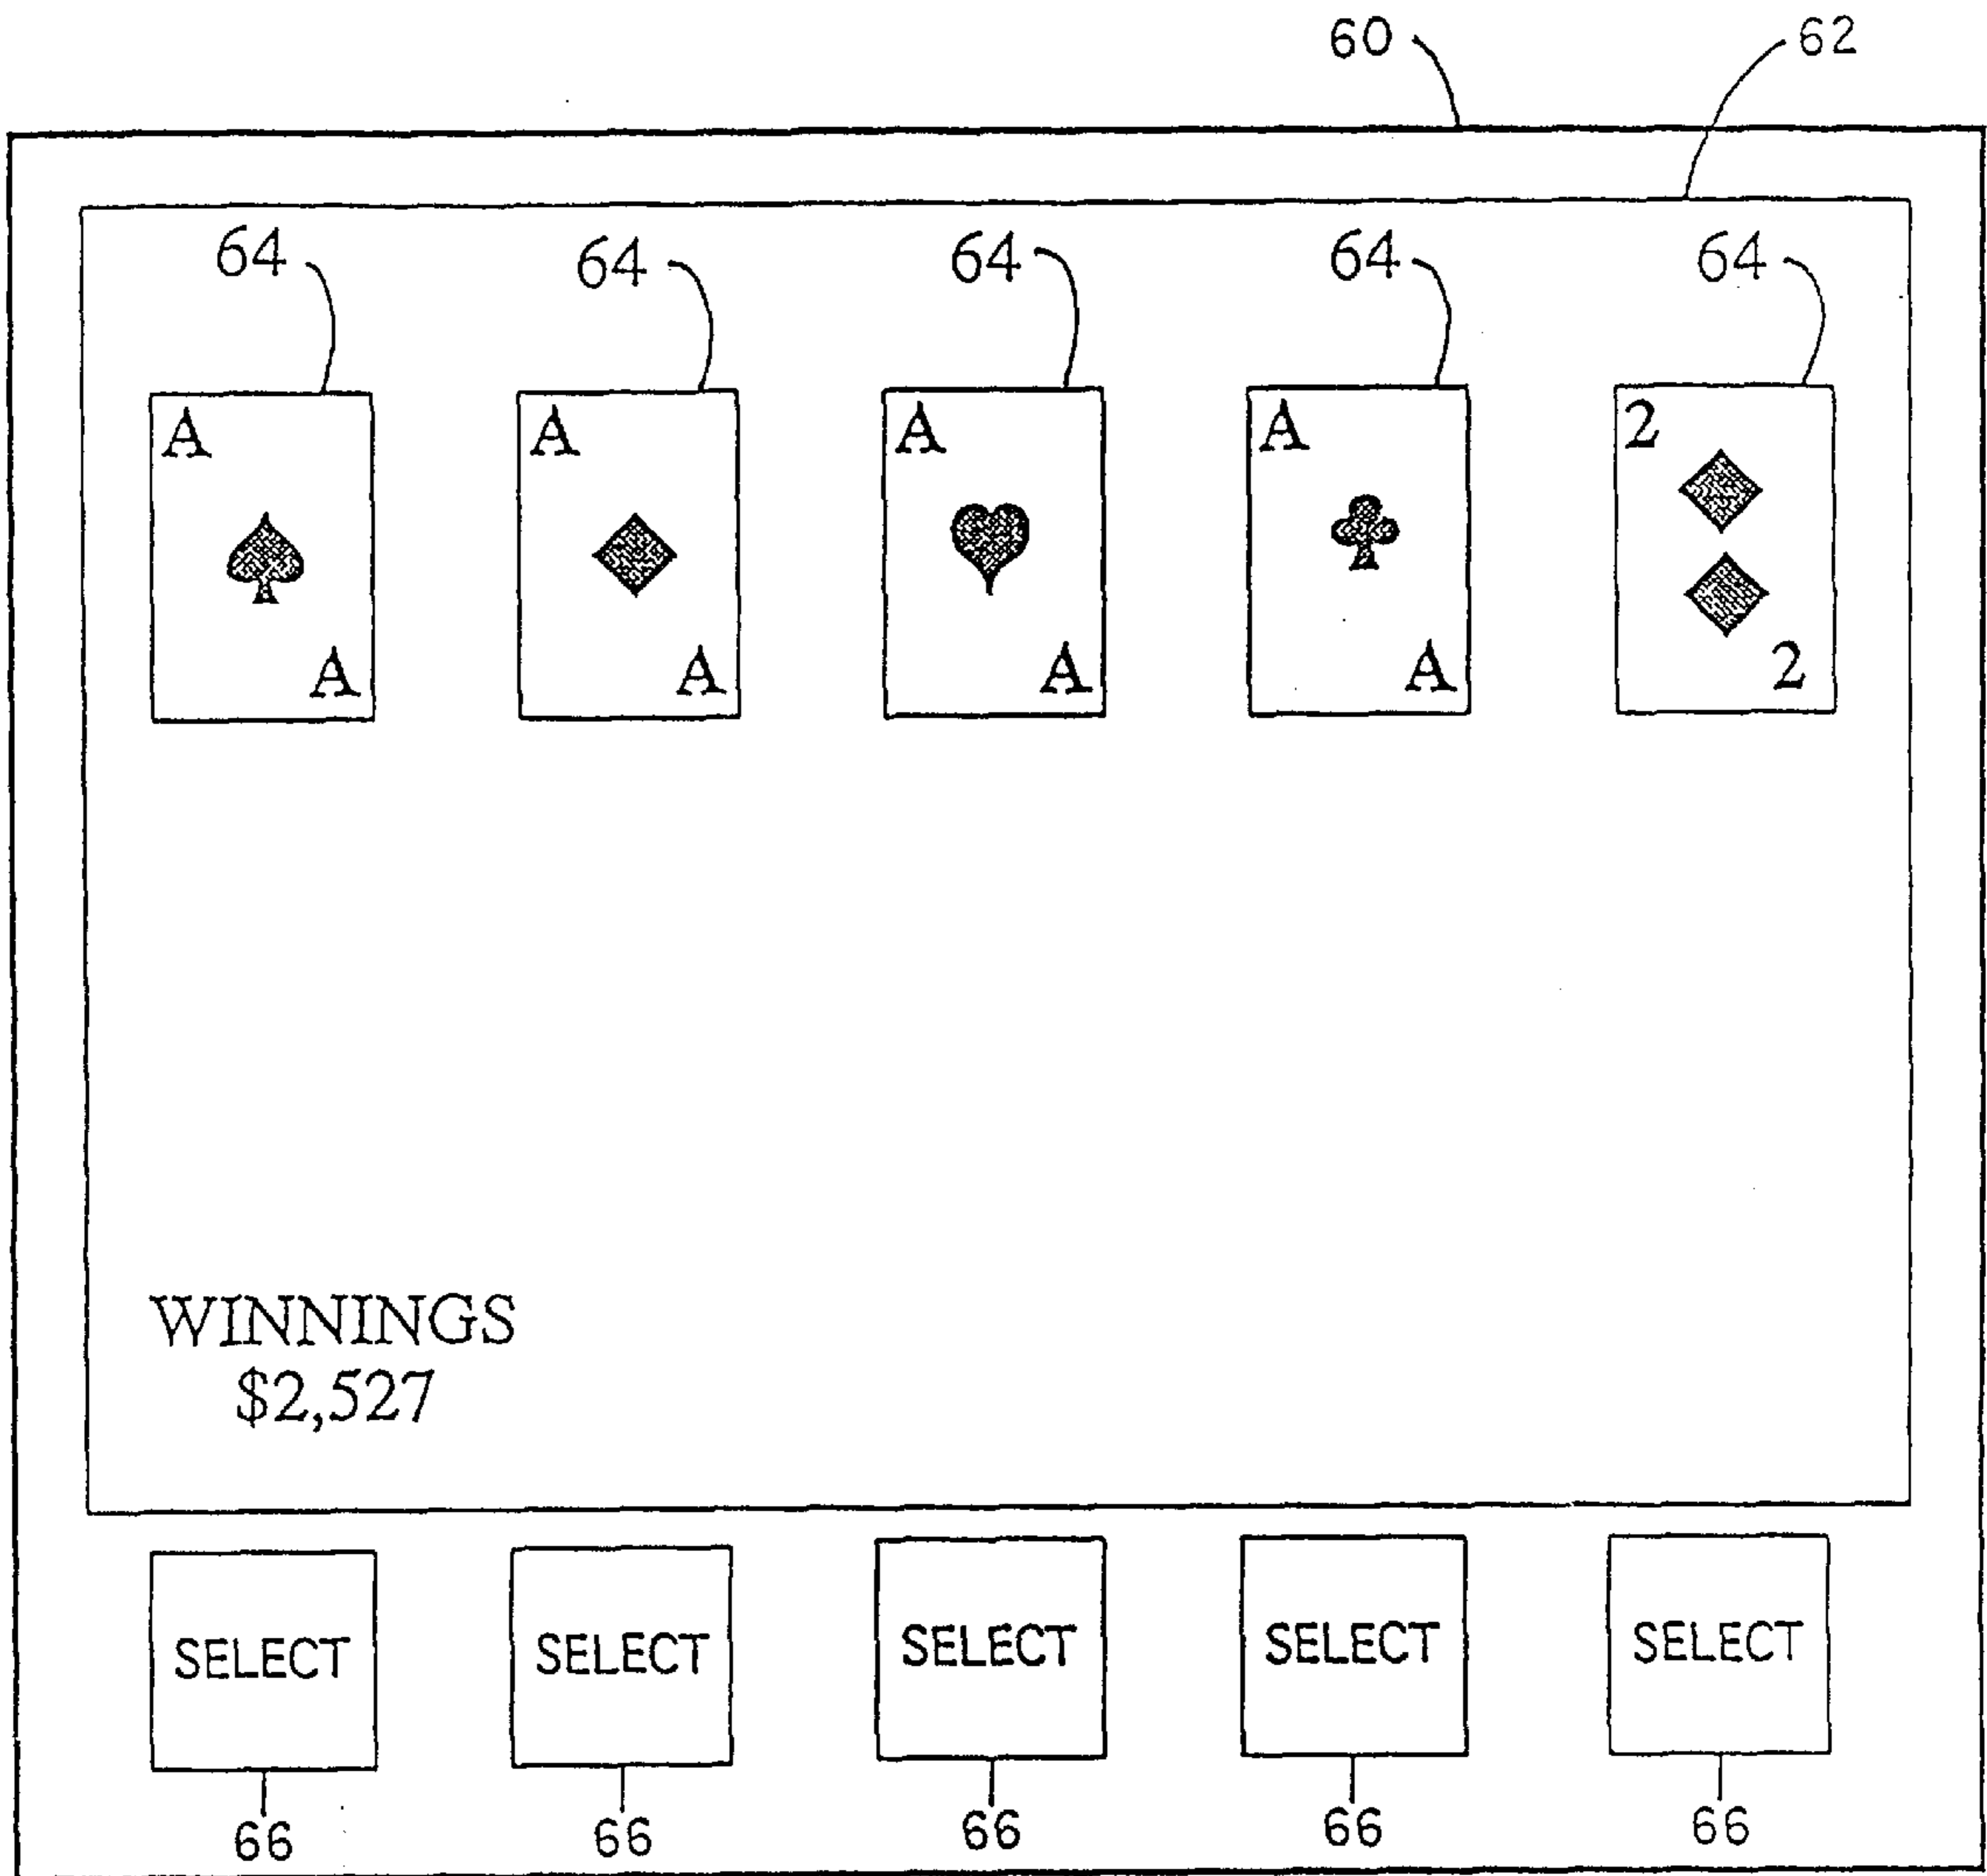 60 62
64 64 64 64 64
A A A A 2
A A A A 2
WINNINGS
$2,527
SELECT SELECT SELECT SELECT SELECT
66 66 66 66 66